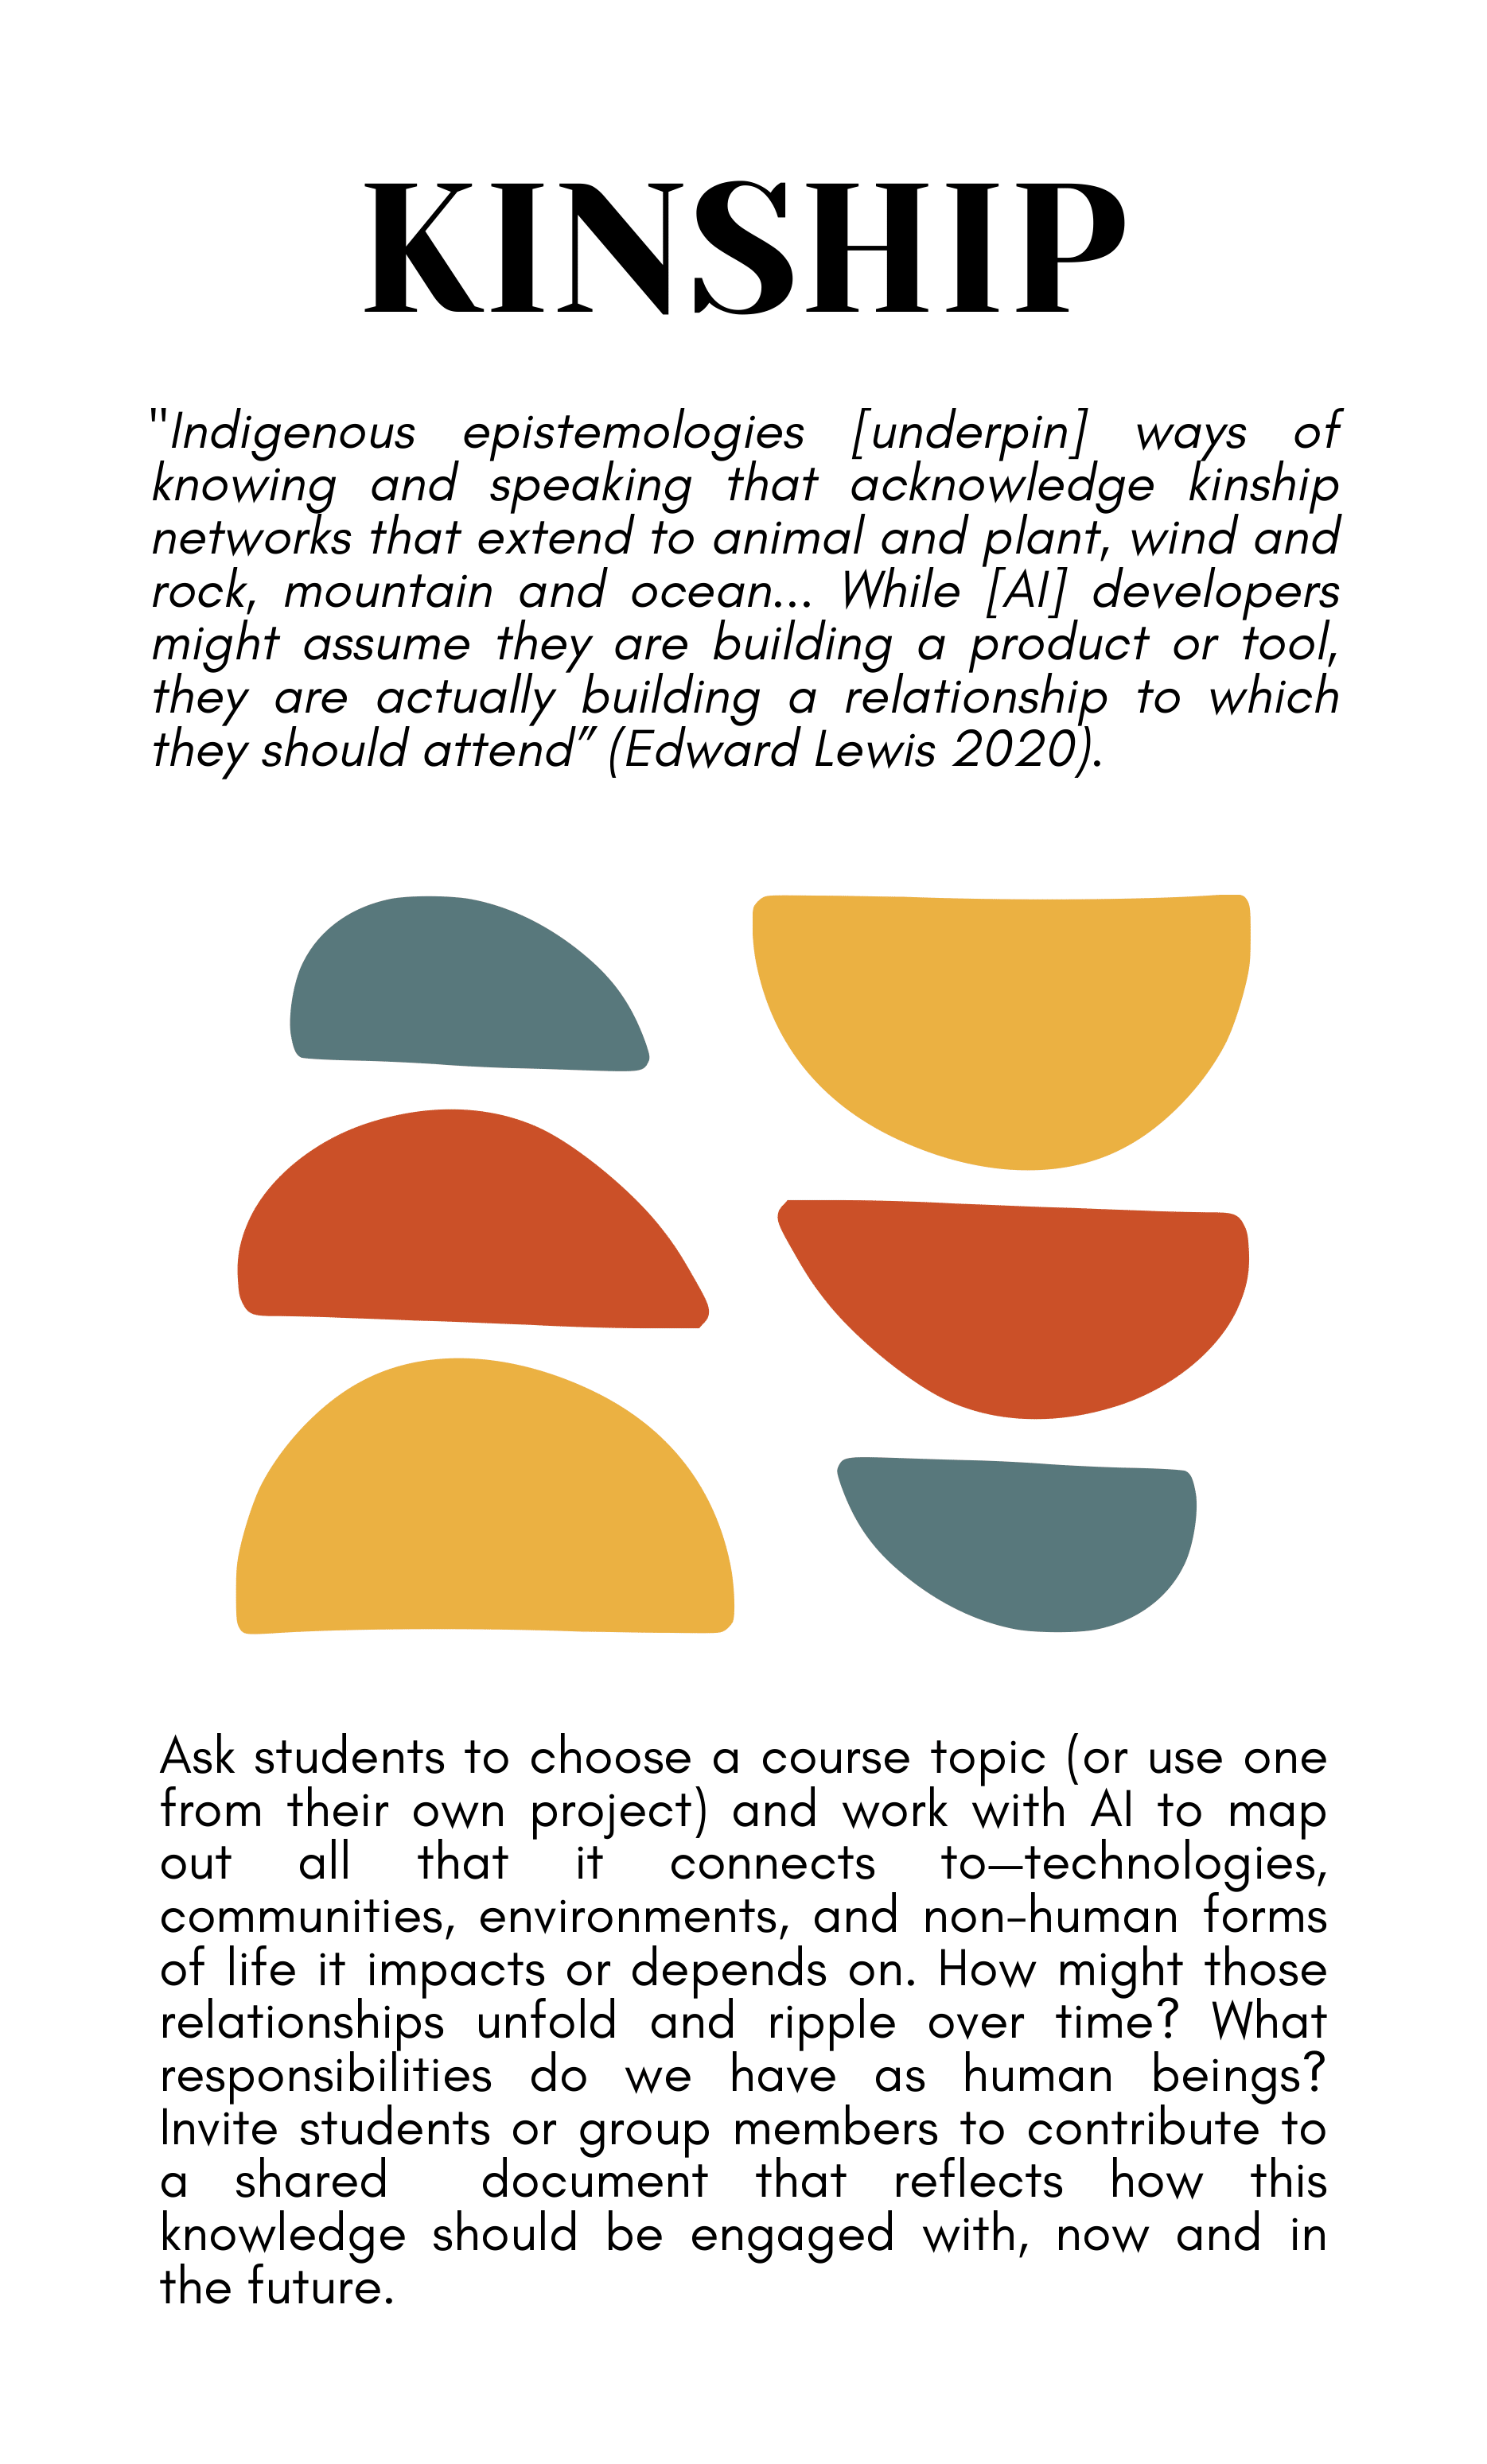 KINSHIP
"Indigenous epistemologies [underpin] ways of
knowing and speaking that acknowledge kinship
networks that extend to animal and plant, wind and
rock, mountain and ocean... While [AI] developers
might assume they are building a product or tool,
they are actually building a relationship to which
they should attend” (Edward Lewis 2020).
Ask students to choose a course topic (or use one
from their own project) and work with AI to map
out all that it connects to—technologies,
communities, environments, and non-human forms
of life it impacts or depends on. How might those
relationships unfold and ripple over time? What
responsibilities do we have as human beings?
Invite students or group members to contribute to
a shared document that reflects how this
knowledge should be engaged with, now and in
the future.